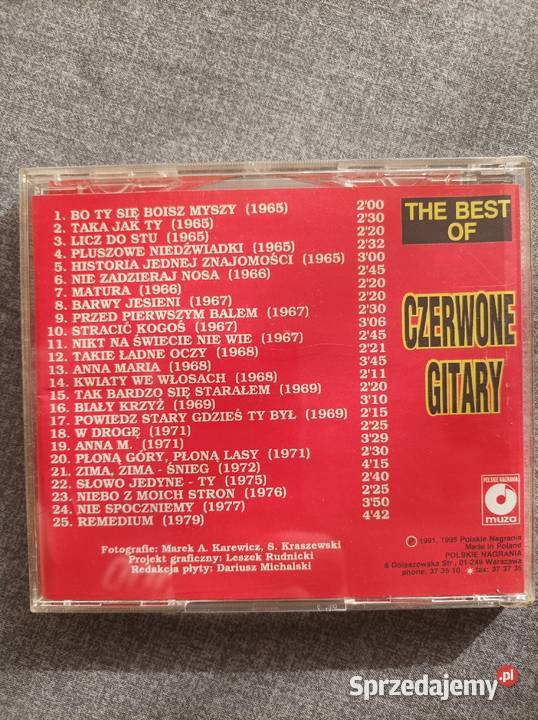 1. BO TY SIĘ BOISZ MYSZY (1965) 2'00
2. TAKA JAK TY (1965) 2'30
3. LICZ DO STU (1965) 2'20
4. PLUSZOWE NIEDŹWIADKI (1965) 2'32
5. HISTORIA JEDNEJ ZNAJOMOŚCI (1965) 3'00
6. NIE ZADZIERAJ NOSA (1966) 2'45
7. MATURA (1966) 2'20
8. BARWY JESIENI (1967) 2'20
9. PRZED PIERWSZYM BALEM (1967) 2'30
10. STRACIĆ KOGOŚ (1967) 3'06
11. NIKT NA ŚWIECIE NIE WIE (1967) 2'45
12. TAKIE ŁADNE OCZY (1968) 2'21
13. ANNA MARIA (1968) 3'45
14. KWIATY WE WŁOSACH (1968) 2'11
15. TAK BARDZO SIĘ STARAŁEM (1969) 2'20
16. BIAŁY KRZYŻ (1969) 3'10
17. POWIEDZ STARY GDZIEŚ TY BYŁ (1969) 2'15
18. W DROGĘ (1971) 2'25
19. ANNA M. (1971) 3'29
20. PŁONĄ GÓRY, PŁONĄ LASY (1971) 2'30
21. ZIMA, ZIMA - ŚNIEG (1972) 4'15
22. SŁOWO JEDYNE - TY (1975) 2'40
23. NIEBO Z MOICH STRON (1976) 2'25
24. NIE SPOCZNIEMY (1977) 3'50
25. REMEDIUM (1979) 4'42
Fotografie: Marek A. Karewicz, S. Kraszewski
Projekt graficzny: Leszek Rudnicki
Redakcja płyty: Dariusz Michalski
THE BEST
OF
CZERWONE
GITARY
POLSKIE NAGRANIA
muza
Ⓟ 1991, 1995 Polskie Nagrania
Made in Poland
POLSKIE NAGRANIA
Str., 01-249 Warszawa
phone: 37 35 10 * fax: 37 37 35
Sprzedajemy.pl